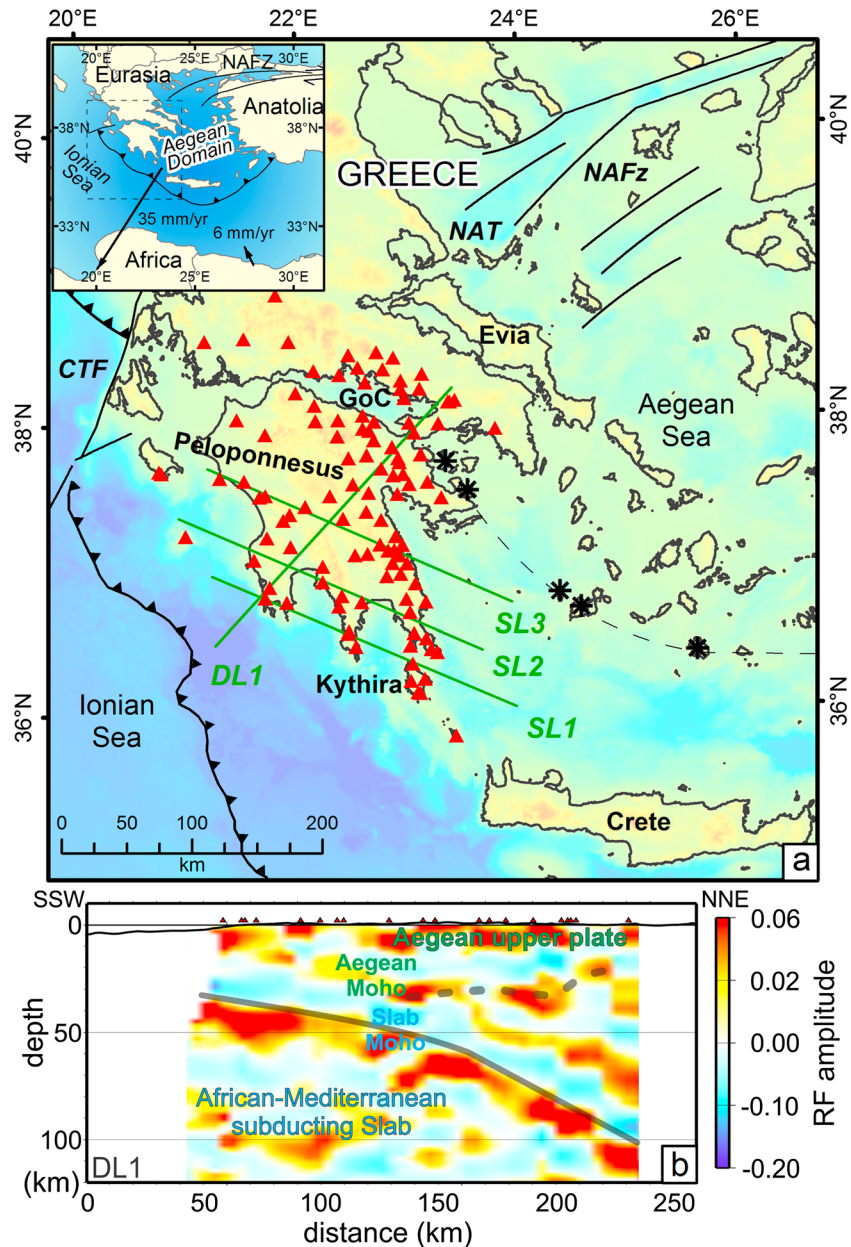 20°E
22°E
24°E
26°E
20°E
25°E
30°E
Eurasia
NAFZ
Anatolia
38°N
38°N
Aegean
Domain
Ionian
Sea
35 mm/yr
33°N
6 mm/yr
33°N
Africa
20°E
25°E
30°E
40°N
40°N
GREECE
NAFz
NAT
Evia
CTF
GoC
Aegean
Sea
38°N
38°N
Peloponnesus
SL3
DL1
SL2
Kythira
SL1
Ionian
Sea
36°N
36°N
Crete
0 50 100 200
km
a
SSW
NNE
0
Aegean upper plate
Aegean
Moho
Slab
Moho
50
depth
African-Mediterranean
subducting Slab
100
(km)
DL1
b
0 50 100 150 200 250
distance (km)
0.06
0.02
0.00
-0.10
-0.20
RF amplitude